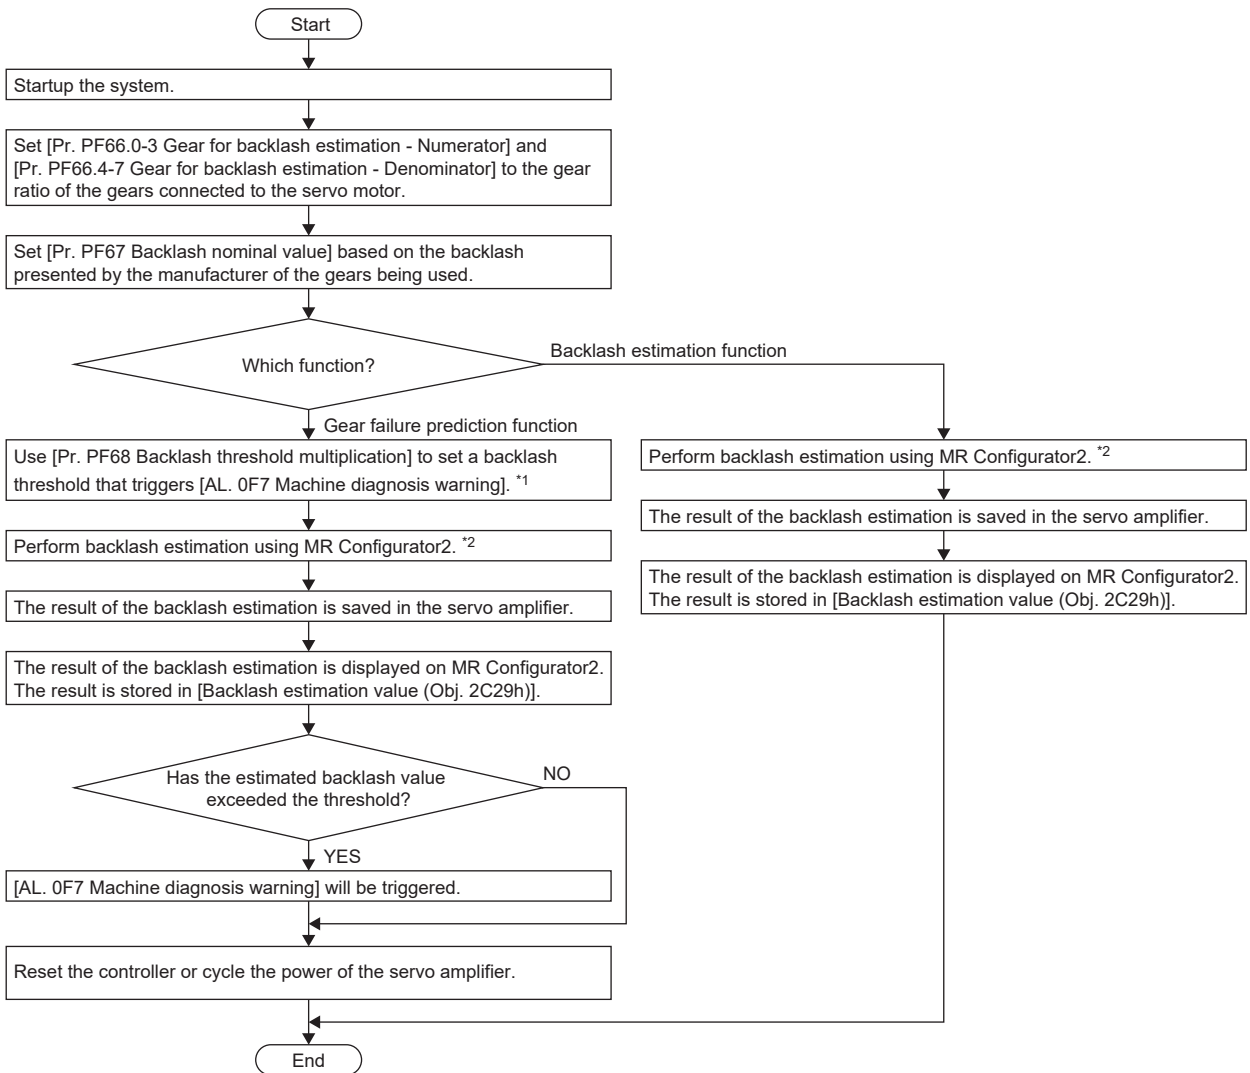 Start
Startup the system.
Set [Pr. PF66.0-3 Gear for backlash estimation - Numerator] and
[Pr. PF66.4-7 Gear for backlash estimation - Denominator] to the gear
ratio of the gears connected to the servo motor.
Set [Pr. PF67 Backlash nominal value] based on the backlash
presented by the manufacturer of the gears being used.
Which function?
Backlash estimation function
Gear failure prediction function
Use [Pr. PF68 Backlash threshold multiplication] to set a backlash
threshold that triggers [AL. 0F7 Machine diagnosis warning]. *1
Perform backlash estimation using MR Configurator2. *2
The result of the backlash estimation is saved in the servo amplifier.
The result of the backlash estimation is displayed on MR Configurator2.
The result is stored in [Backlash estimation value (Obj. 2C29h)].
Has the estimated backlash value
exceeded the threshold?
NO
YES
[AL. 0F7 Machine diagnosis warning] will be triggered.
Reset the controller or cycle the power of the servo amplifier.
Perform backlash estimation using MR Configurator2. *2
The result of the backlash estimation is saved in the servo amplifier.
The result of the backlash estimation is displayed on MR Configurator2.
The result is stored in [Backlash estimation value (Obj. 2C29h)].
End